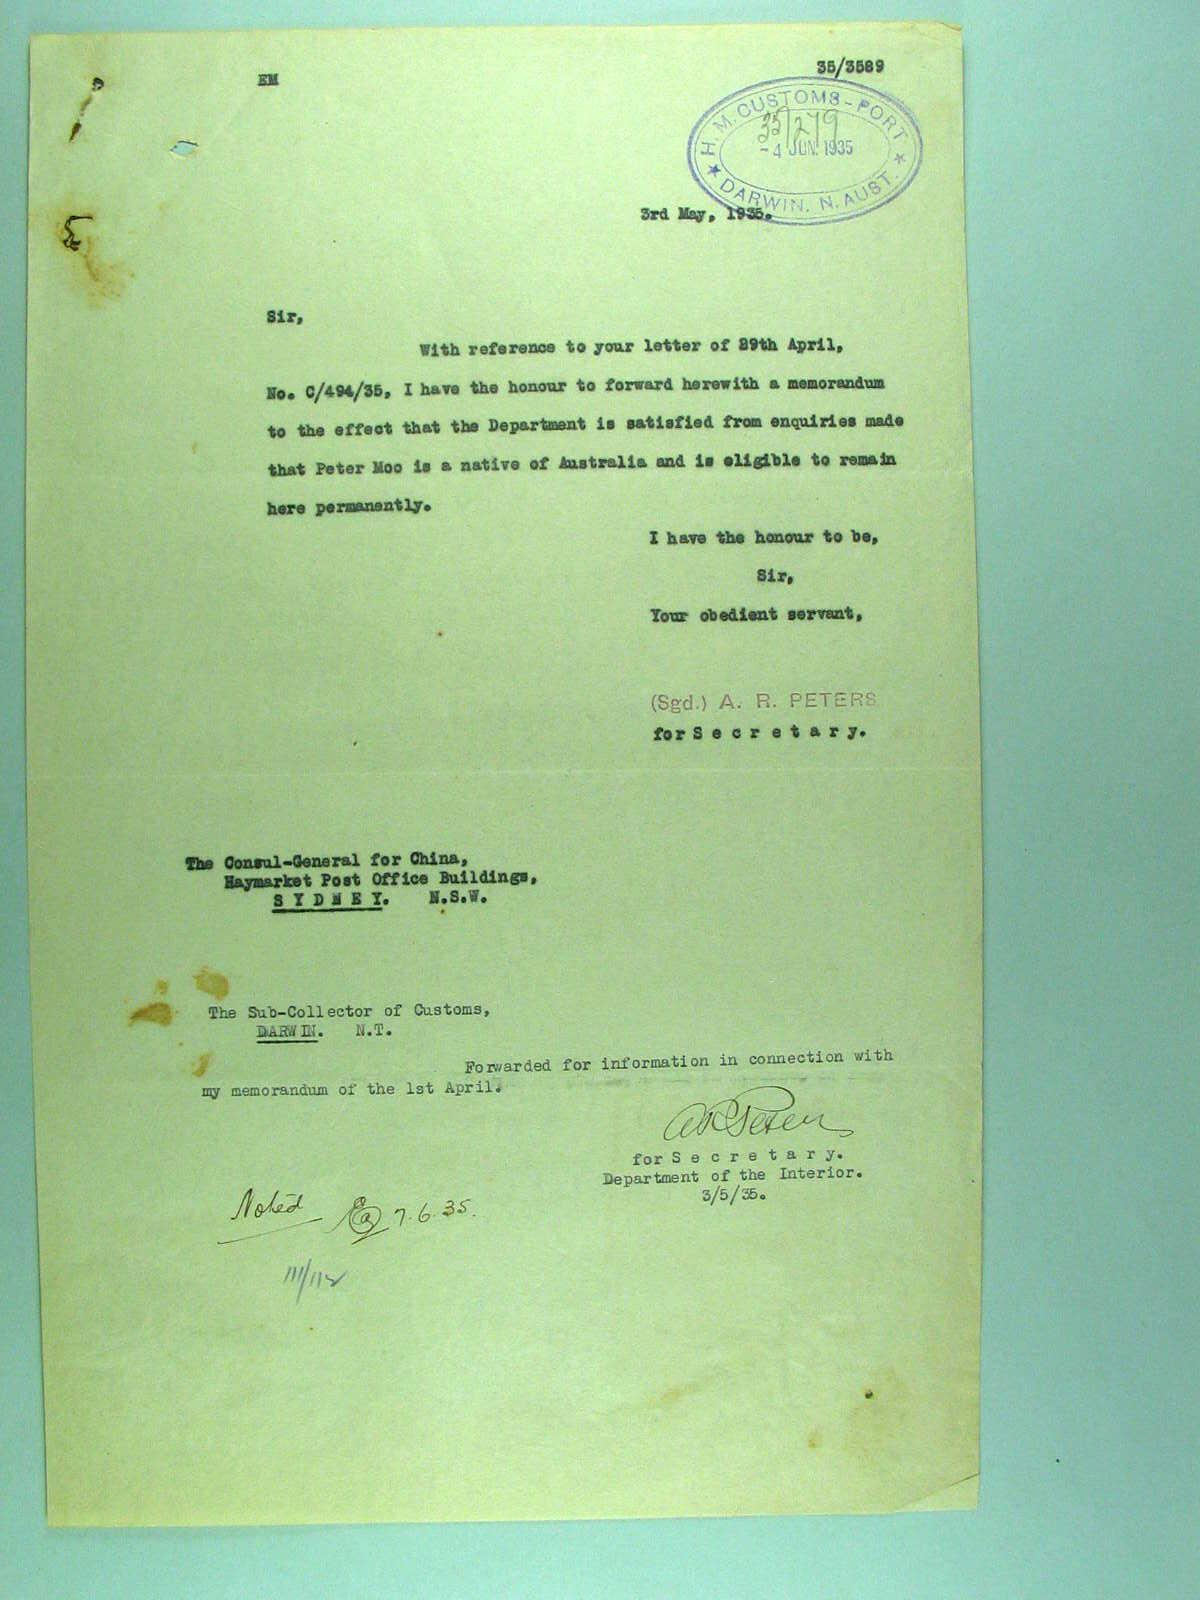 EM
35/3589
H. M. CUSTOMS - PORT
35/279
- 4 JUN. 1935
★ DARWIN. N. AUST. ★
3rd May, 1935.
Sir,
With reference to your letter of 29th April,
No. C/494/35, I have the honour to forward herewith a memorandum
to the effect that the Department is satisfied from enquiries made
that Peter Moo is a native of Australia and is eligible to remain
here permanently.
I have the honour to be,
Sir,
Your obedient servant,
(Sgd.) A. R. PETERS
for S e c r e t a r y.
The Consul-General for China,
Haymarket Post Office Buildings,
S Y D N E Y. N.S.W.
The Sub-Collector of Customs,
DARWIN. N.T.
Forwarded for information in connection with
my memorandum of the 1st April.
A R Peters
for S e c r e t a r y.
Department of the Interior.
3/5/35.
Noted 7.6.35.
111/112